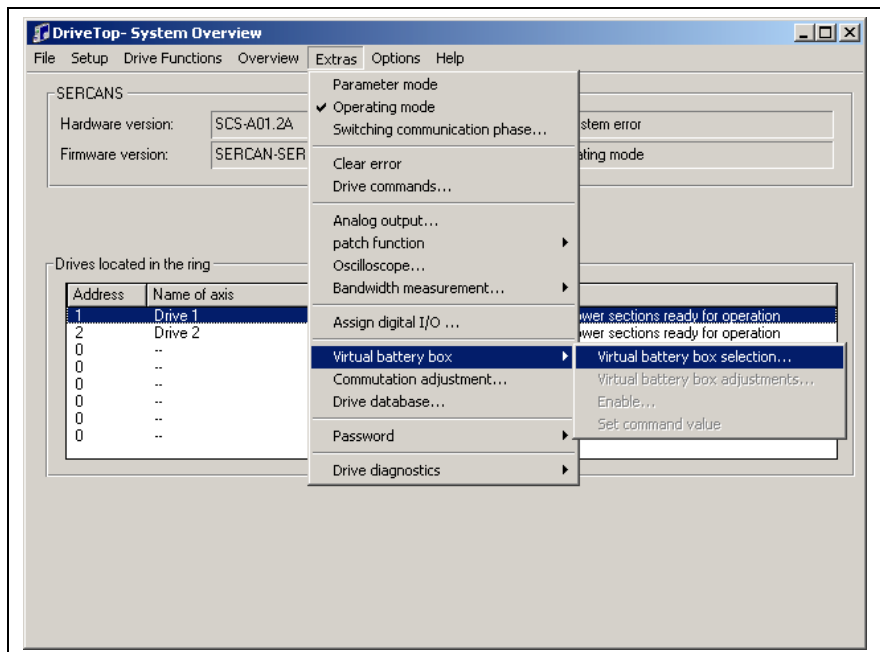 DriveTop- System Overview
File Setup Drive Functions Overview Extras Options Help
SERCANS
Hardware version: SCS-A01.2A
Firmware version: SERCAN-SER
stem error
ating mode
Parameter mode
Operating mode
Switching communication phase...
Clear error
Drive commands...
Analog output...
patch function
Oscilloscope...
Bandwidth measurement...
Assign digital I/O ...
Virtual battery box
Commutation adjustment...
Drive database...
Password
Drive diagnostics
Virtual battery box selection...
Virtual battery box adjustments...
Enable...
Set command value
Drives located in the ring
Address Name of axis
1 Drive 1 ower sections ready for operation
2 Drive 2 ower sections ready for operation
0 --
0 --
0 --
0 --
0 --
0 --